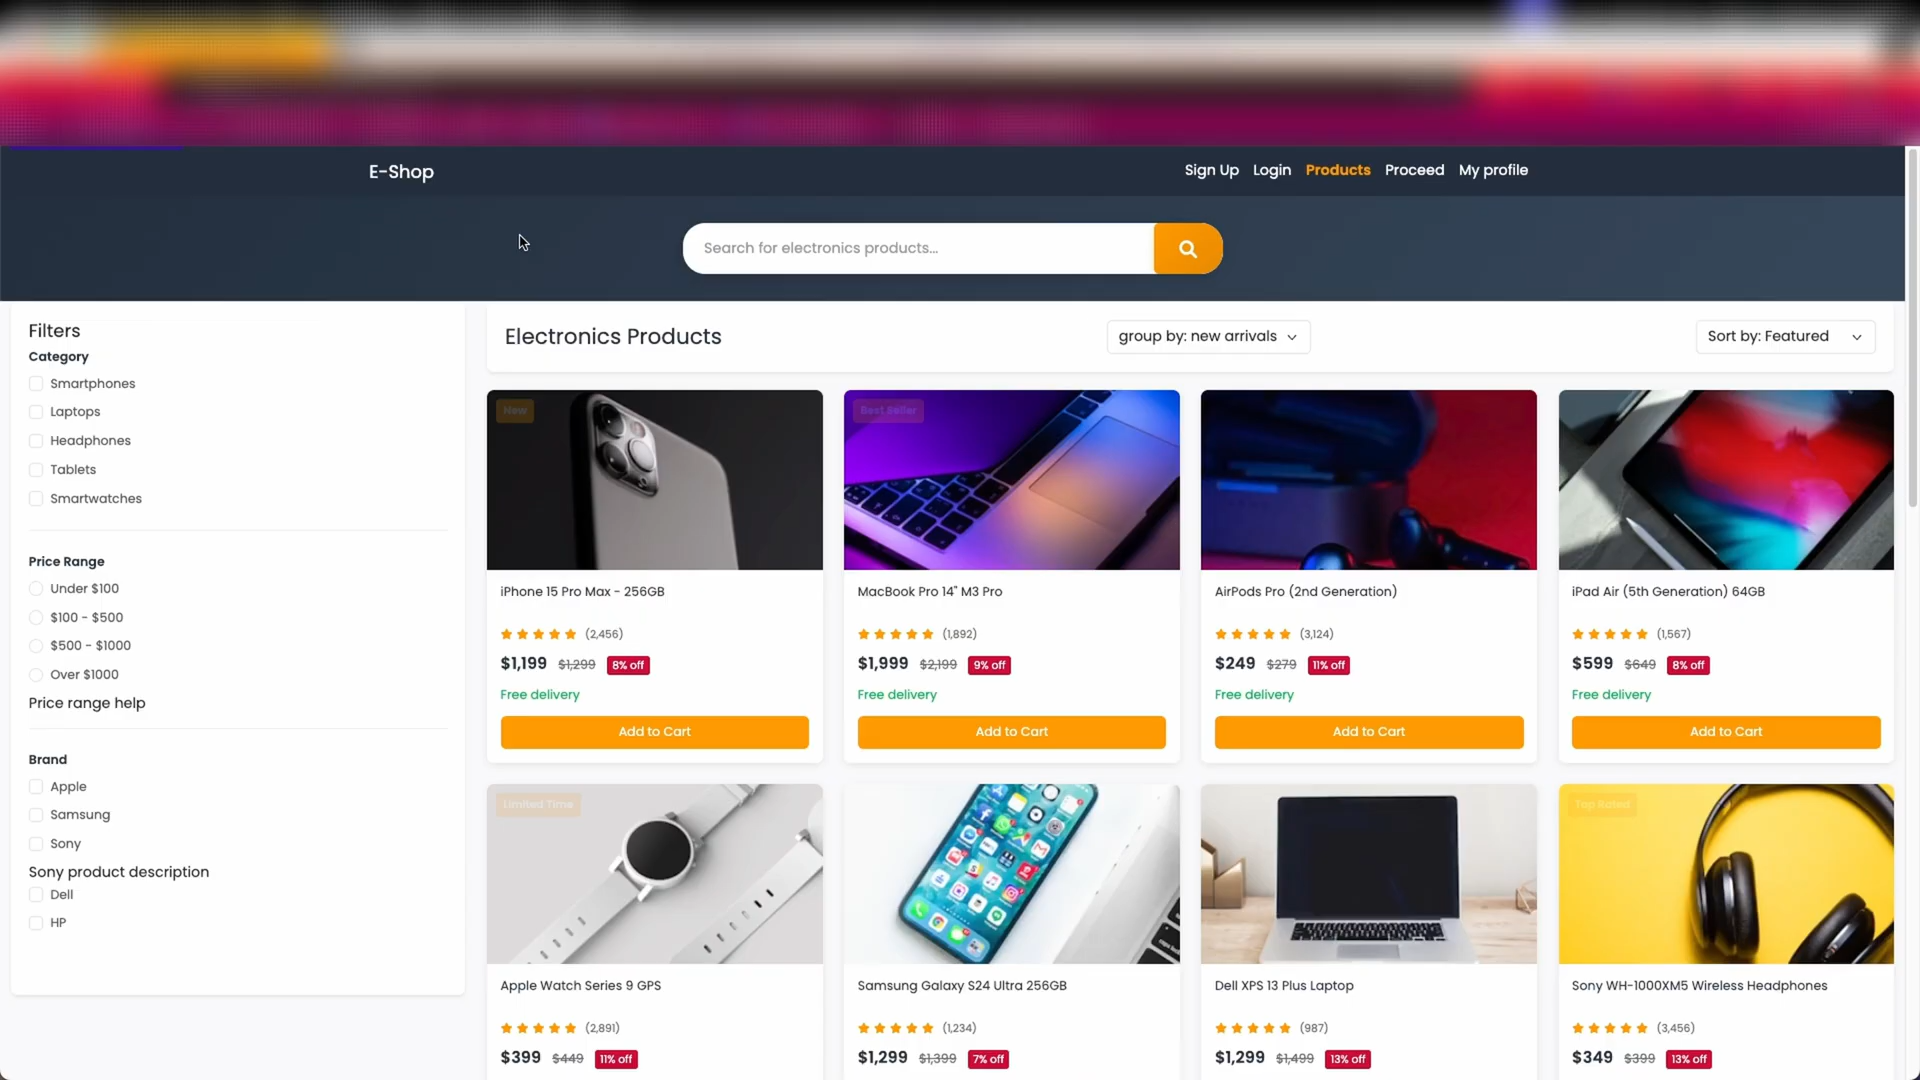 E-Shop
Sign Up Login Products Proceed My profile
Search for electronics products...
Filters
Category
Smartphones
Laptops
Headphones
Tablets
Smartwatches
Price Range
Under $100
$100 - $500
$500 - $1000
Over $1000
Price range help
Brand
Apple
Samsung
Sony
Sony product description
Dell
HP
Electronics Products
group by: new arrivals
Sort by: Featured
New
iPhone 15 Pro Max - 256GB
(2,456)
$1,199 $1,299 8% off
Free delivery
Add to Cart
Best Seller
MacBook Pro 14" M3 Pro
(1,892)
$1,999 $2,199 9% off
Free delivery
Add to Cart
AirPods Pro (2nd Generation)
(3,124)
$249 $279 11% off
Free delivery
Add to Cart
iPad Air (5th Generation) 64GB
(1,567)
$599 $649 8% off
Free delivery
Add to Cart
Limited Time
Apple Watch Series 9 GPS
(2,891)
$399 $449 11% off
Samsung Galaxy S24 Ultra 256GB
(1,234)
$1,299 $1,399 7% off
Dell XPS 13 Plus Laptop
(987)
$1,299 $1,499 13% off
Top Rated
Sony WH-1000XM5 Wireless Headphones
(3,456)
$349 $399 13% off